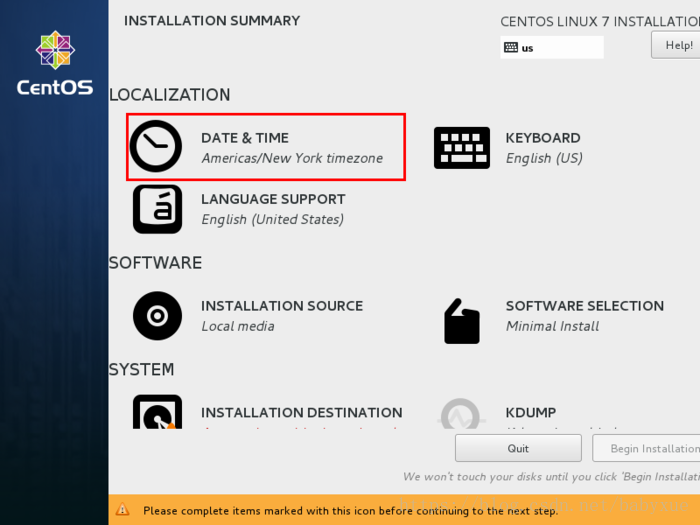 INSTALLATION SUMMARY
CENTOS LINUX 7 INSTALLATIO
us
Help!
CentOS
LOCALIZATION
DATE & TIME
Americas/New York timezone
KEYBOARD
English (US)
á
LANGUAGE SUPPORT
English (United States)
SOFTWARE
INSTALLATION SOURCE
Local media
SOFTWARE SELECTION
Minimal Install
SYSTEM
INSTALLATION DESTINATION
KDUMP
Quit
Begin Installation
We won't touch your disks until you click 'Begin Installati
Please complete items marked with this icon before continuing to the next step.